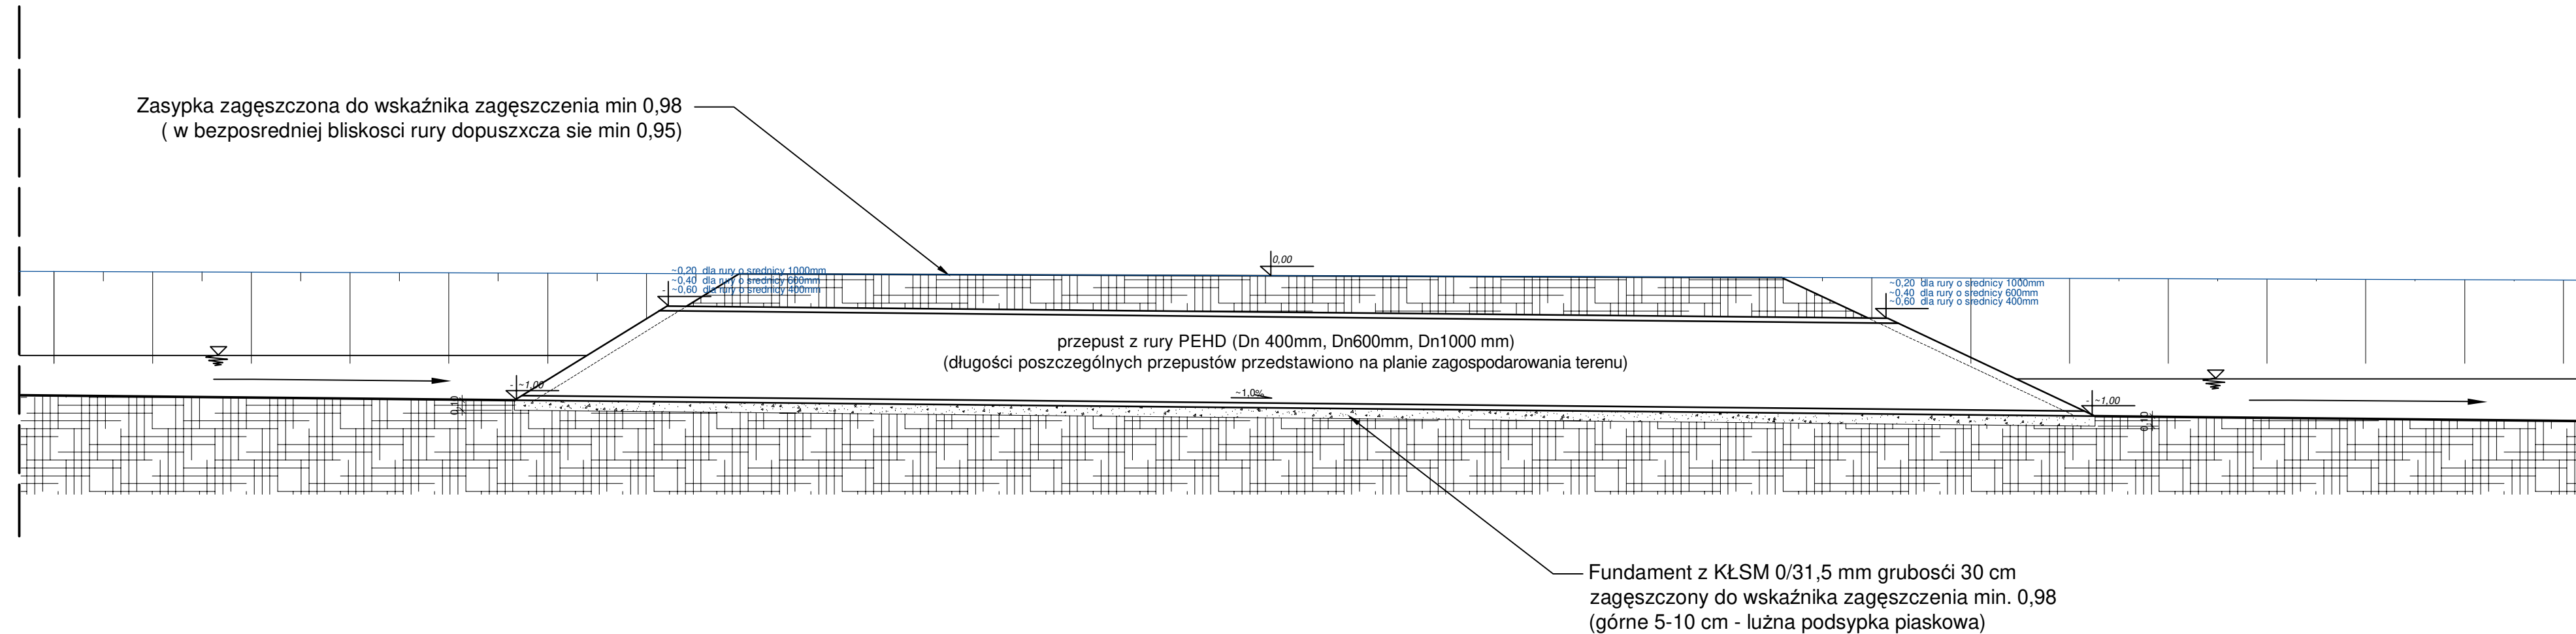 Zasypka zagęszczona do wskaźnika zagęszczenia min 0,98
( w bezposredniej bliskosci rury dopuszxcza sie min 0,95)
0,00
~0,20 dla rury o srednicy 1000mm
~0,40 dla rury o srednicy 600mm
- ~0,60 dla rury o srednicy 400mm
~0,20 dla rury o srednicy 1000mm
~0,40 dla rury o srednicy 600mm
- ~0,60 dla rury o srednicy 400mm
przepust z rury PEHD (Dn 400mm, Dn600mm, Dn1000 mm)
(długości poszczególnych przepustów przedstawiono na planie zagospodarowania terenu)
- ~1,00
~1,0%
- ~1,00
0,10
0,10
Fundament z KŁSM 0/31,5 mm grubośći 30 cm
zagęszczony do wskaźnika zagęszczenia min. 0,98
(górne 5-10 cm - lużna podsypka piaskowa)